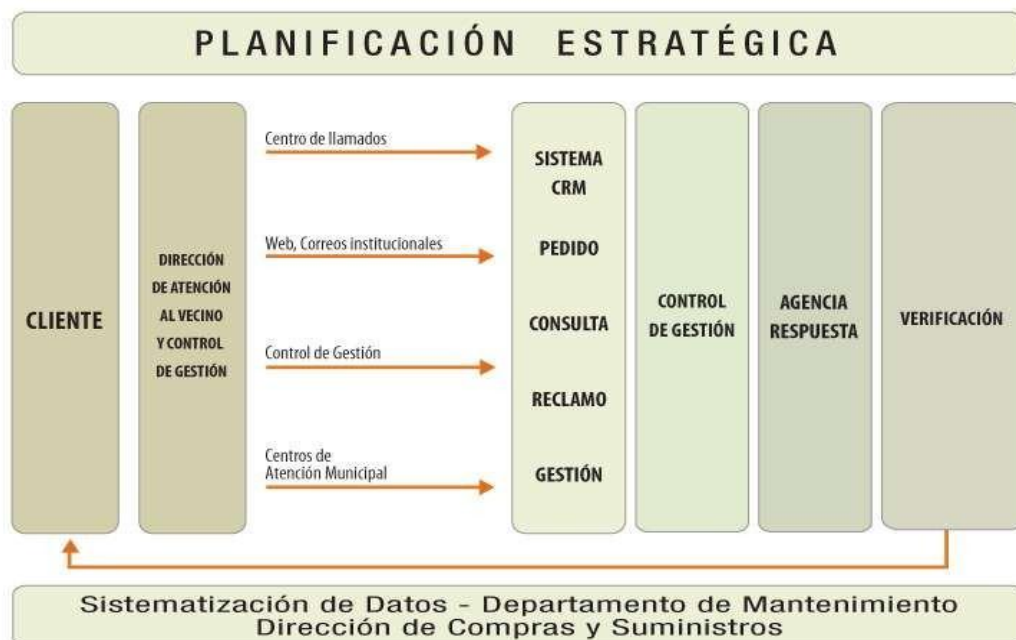 PLANIFICACIÓN ESTRATÉGICA
CLIENTE
DIRECCIÓN
DE ATENCIÓN
AL VECINO
Y CONTROL
DE GESTIÓN
Centro de llamados
Web, Correos institucionales
Control de Gestión
Centros de
Atención Municipal
SISTEMA
CRM
PEDIDO
CONSULTA
RECLAMO
GESTIÓN
CONTROL
DE GESTIÓN
AGENCIA
RESPUESTA
VERIFICACIÓN
Sistematización de Datos - Departamento de Mantenimiento
Dirección de Compras y Suministros